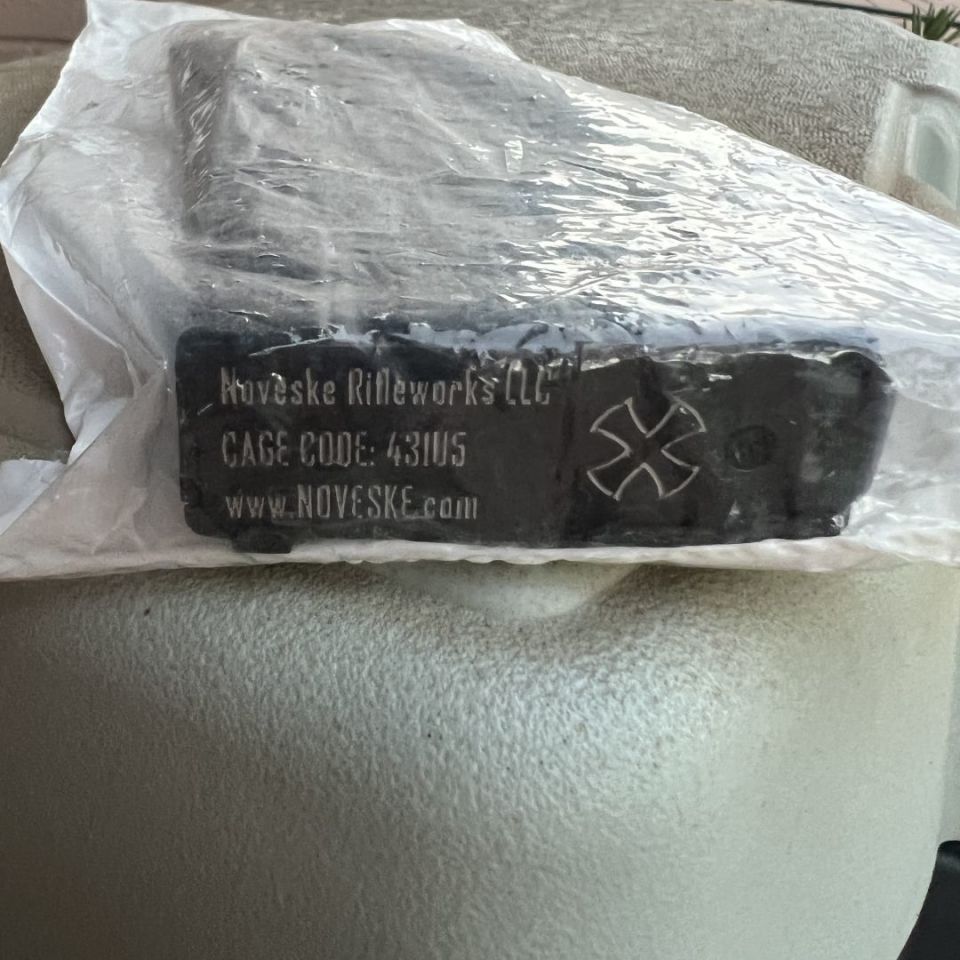 Noveske Rifleworks LLC
CAGE CODE: 431U5
www.NOVESKE.com